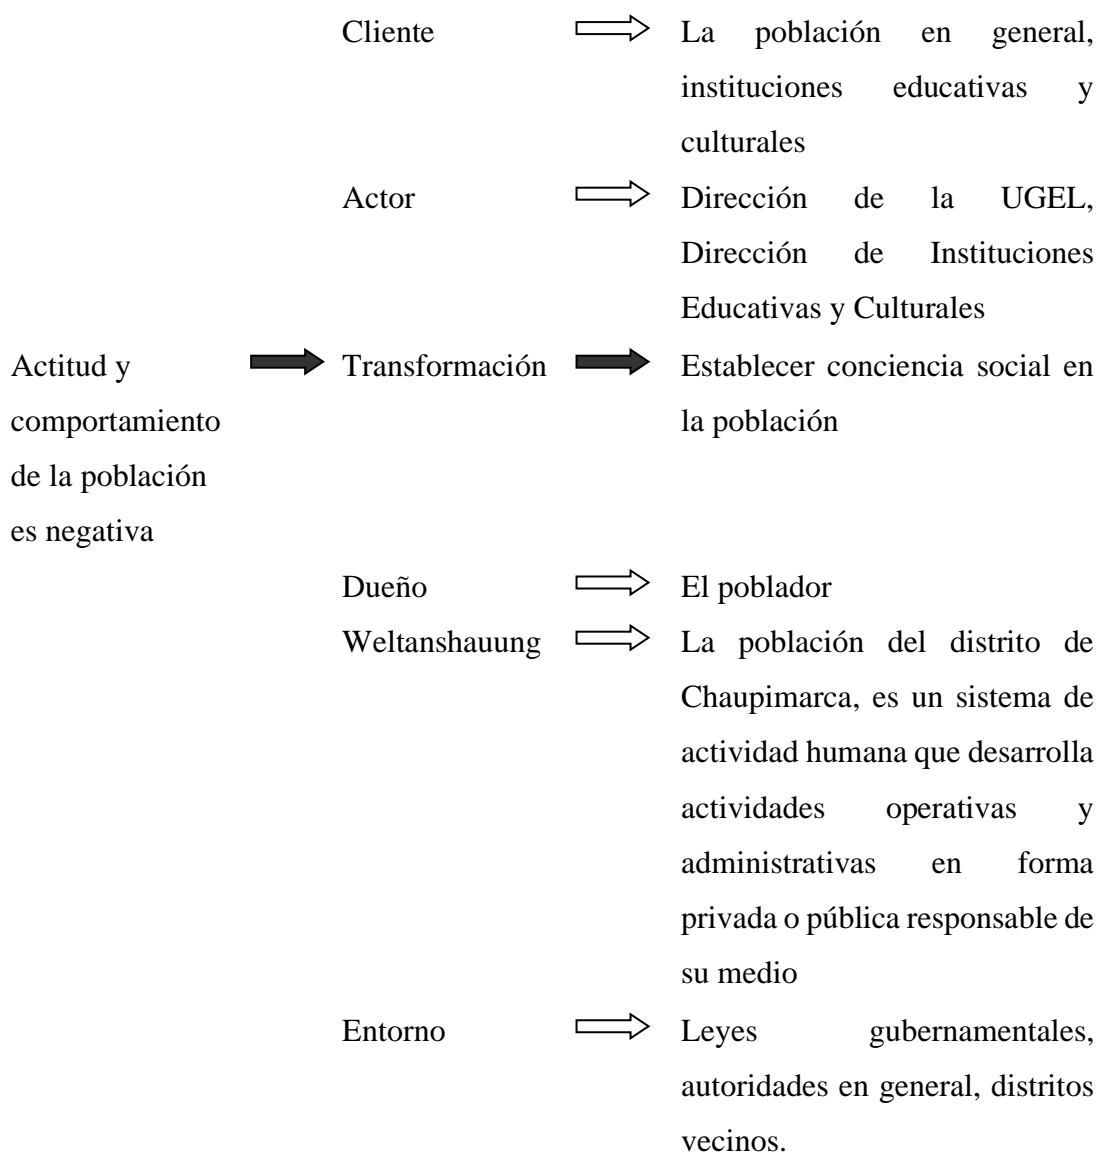 Cliente
La población en general,
instituciones educativas y
culturales
Actor
Dirección de la UGEL,
Dirección de Instituciones
Educativas y Culturales
Actitud y
comportamiento
de la población
es negativa
Transformación
Establecer conciencia social en
la población
Dueño
El poblador
Weltanshauung
La población del distrito de
Chaupimarca, es un sistema de
actividad humana que desarrolla
actividades operativas y
administrativas en forma
privada o pública responsable de
su medio
Entorno
Leyes gubernamentales,
autoridades en general, distritos
vecinos.